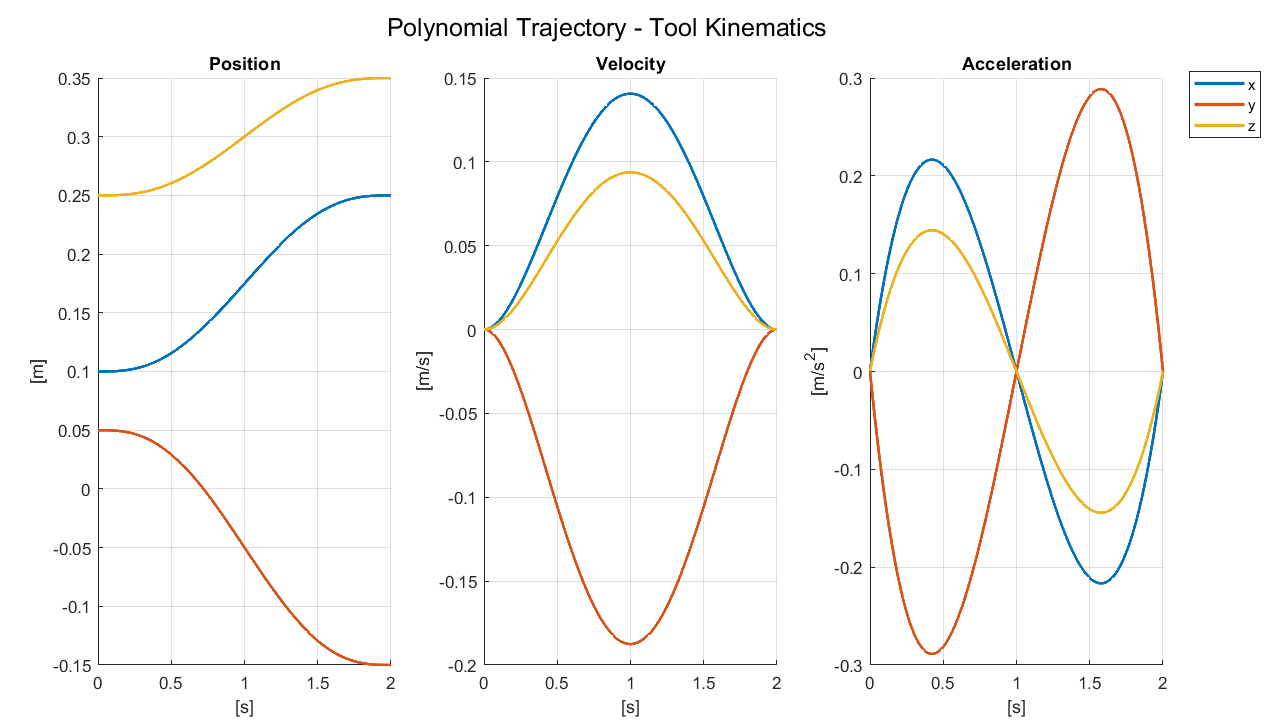 Polynomial Trajectory - Tool Kinematics
Position
0.35
0.3
0.25
0.2
0.15
0.1
0.05
0
-0.05
-0.1
-0.15
[m]
0 0.5 1 1.5 2
[s]
Velocity
0.15
0.1
0.05
0
-0.05
-0.1
-0.15
-0.2
[m/s]
0 0.5 1 1.5 2
[s]
Acceleration
0.3
0.2
0.1
0
-0.1
-0.2
-0.3
[m/s²]
0 0.5 1 1.5 2
[s]
x
y
z